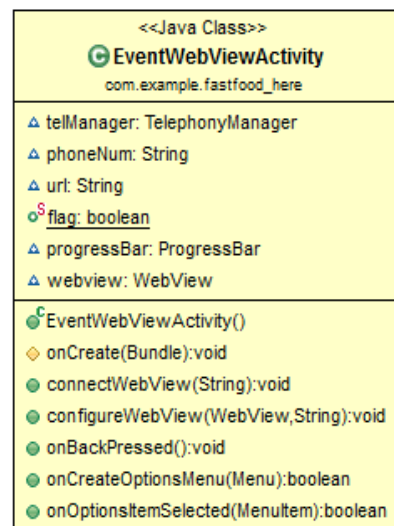 <<Java Class>>
C EventWebViewActivity
com.example.fastfood_here
telManager: TelephonyManager
phoneNum: String
url: String
S flag: boolean
progressBar: ProgressBar
webview: WebView
C EventWebViewActivity()
onCreate(Bundle):void
connectWebView(String):void
configureWebView(WebView,String):void
onBackPressed():void
onCreateOptionsMenu(Menu):boolean
onOptionsItemSelected(MenuItem):boolean